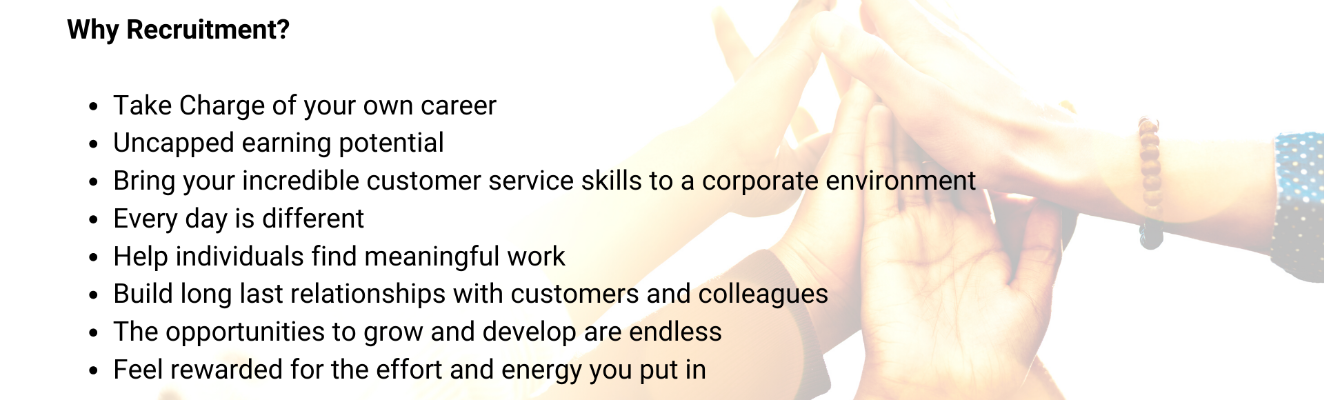 Why Recruitment?
• Take Charge of your own career
• Uncapped earning potential
• Bring your incredible customer service skills to a corporate environment
• Every day is different
• Help individuals find meaningful work
• Build long last relationships with customers and colleagues
• The opportunities to grow and develop are endless
• Feel rewarded for the effort and energy you put in